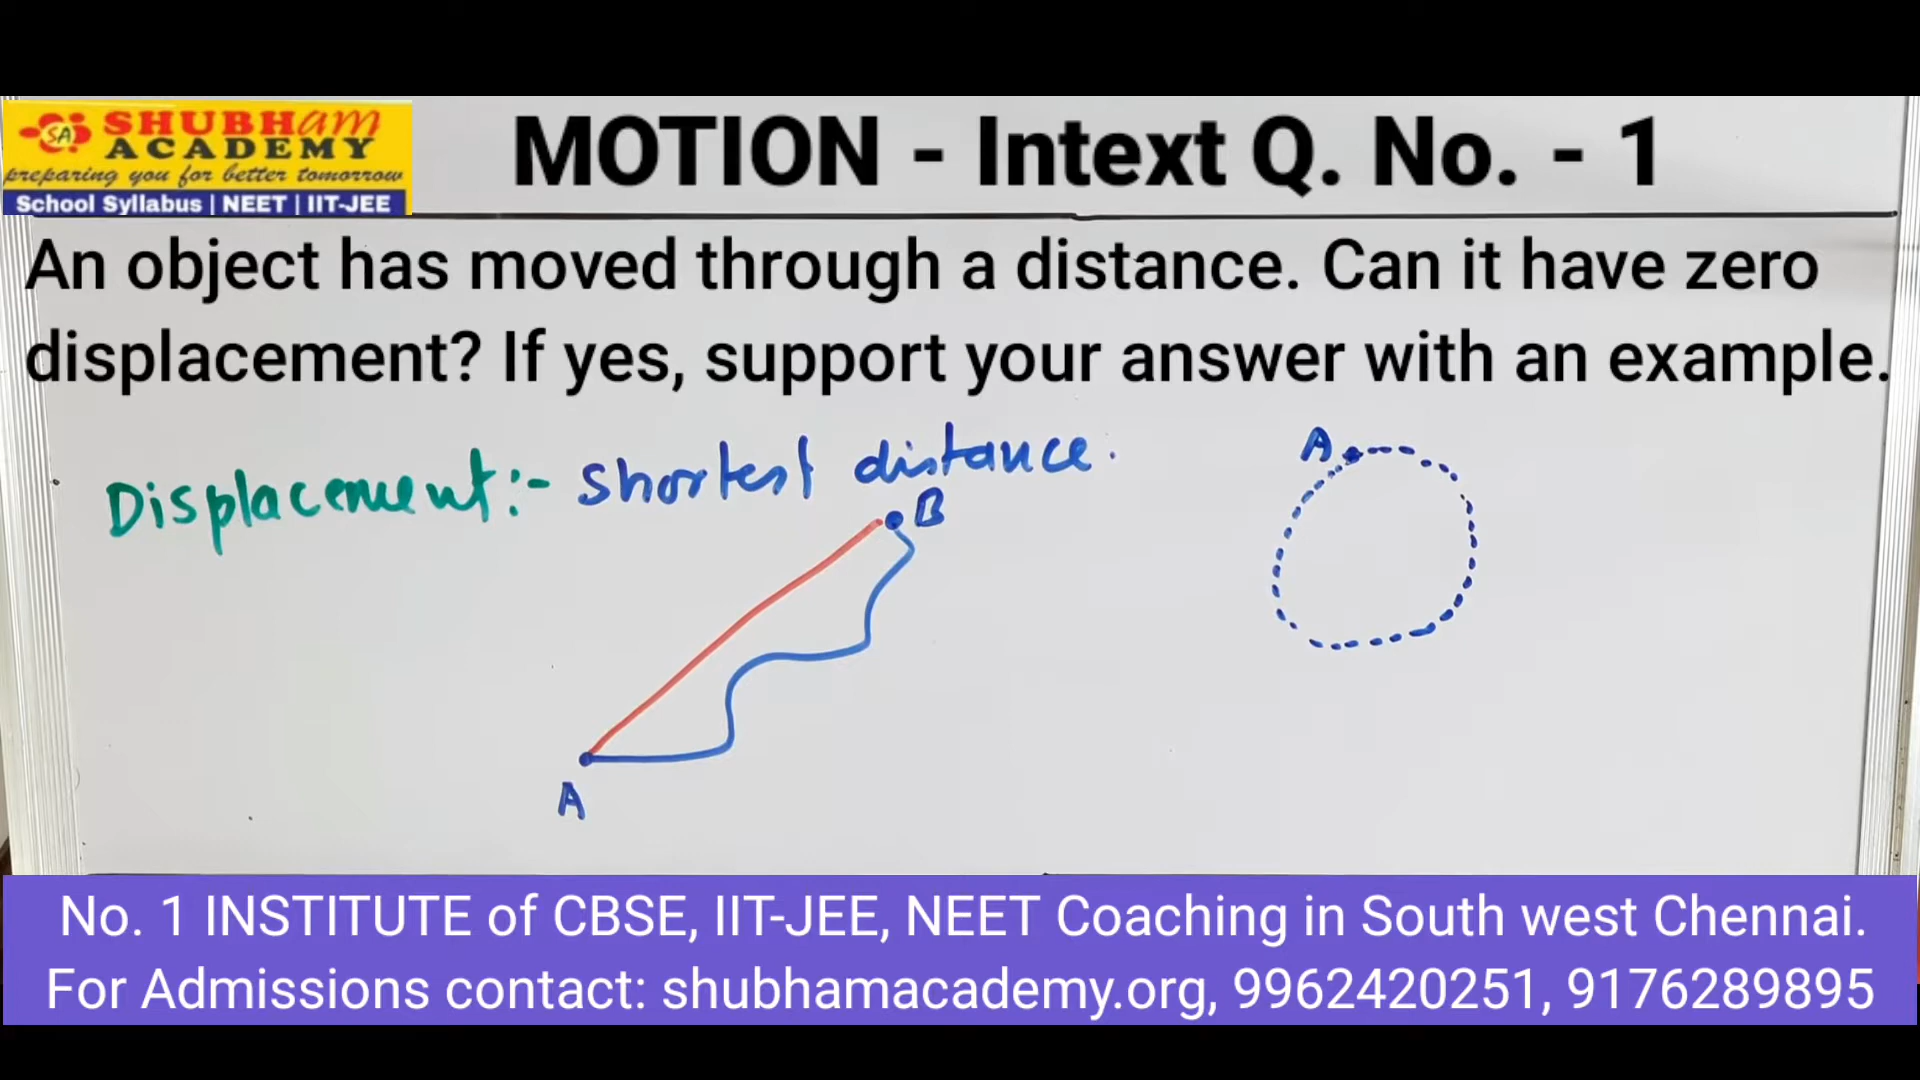 SHUBHAM
ACADEMY
preparing you for better tomorrow
School Syllabus | NEET | IIT-JEE
MOTION - Intext Q. No. - 1
An object has moved through a distance. Can it have zero
displacement? If yes, support your answer with an example.
Displacement:- shortest distance.
A
B
A
No. 1 INSTITUTE of CBSE, IIT-JEE, NEET Coaching in South west Chennai.
For Admissions contact: shubhamacademy.org, 9962420251, 9176289895